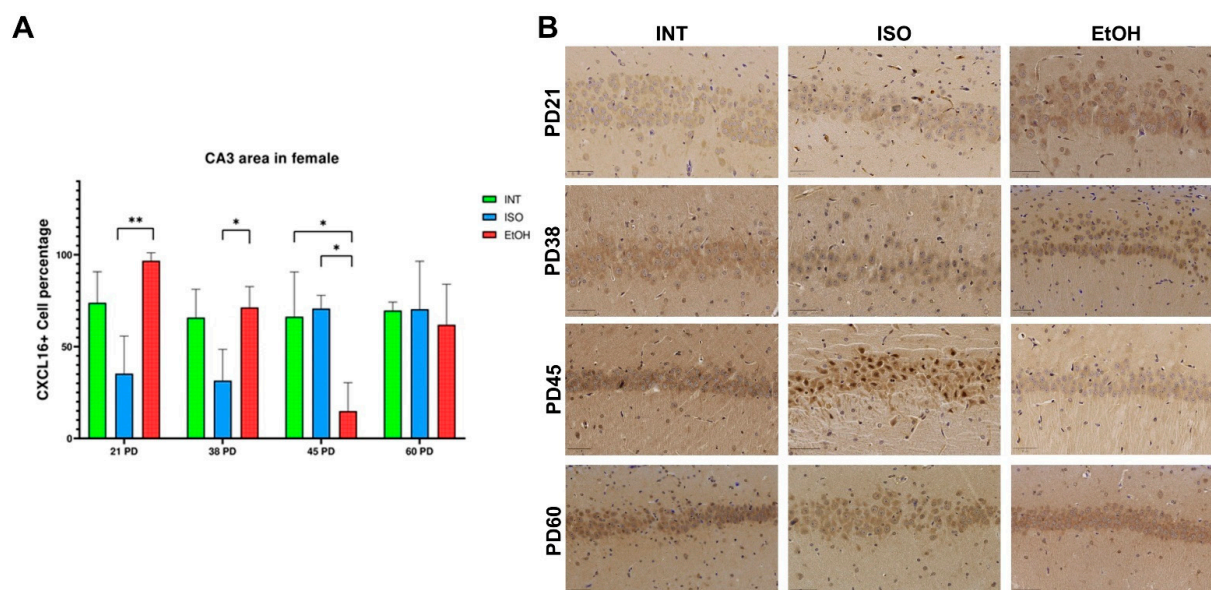 A
CA3 area in female
CXCL16+ Cell percentage
100
50
0
**
*
*
*
21 PD
38 PD
45 PD
60 PD
INT
ISO
EtOH
B
INT
ISO
EtOH
PD21
PD38
PD45
PD60